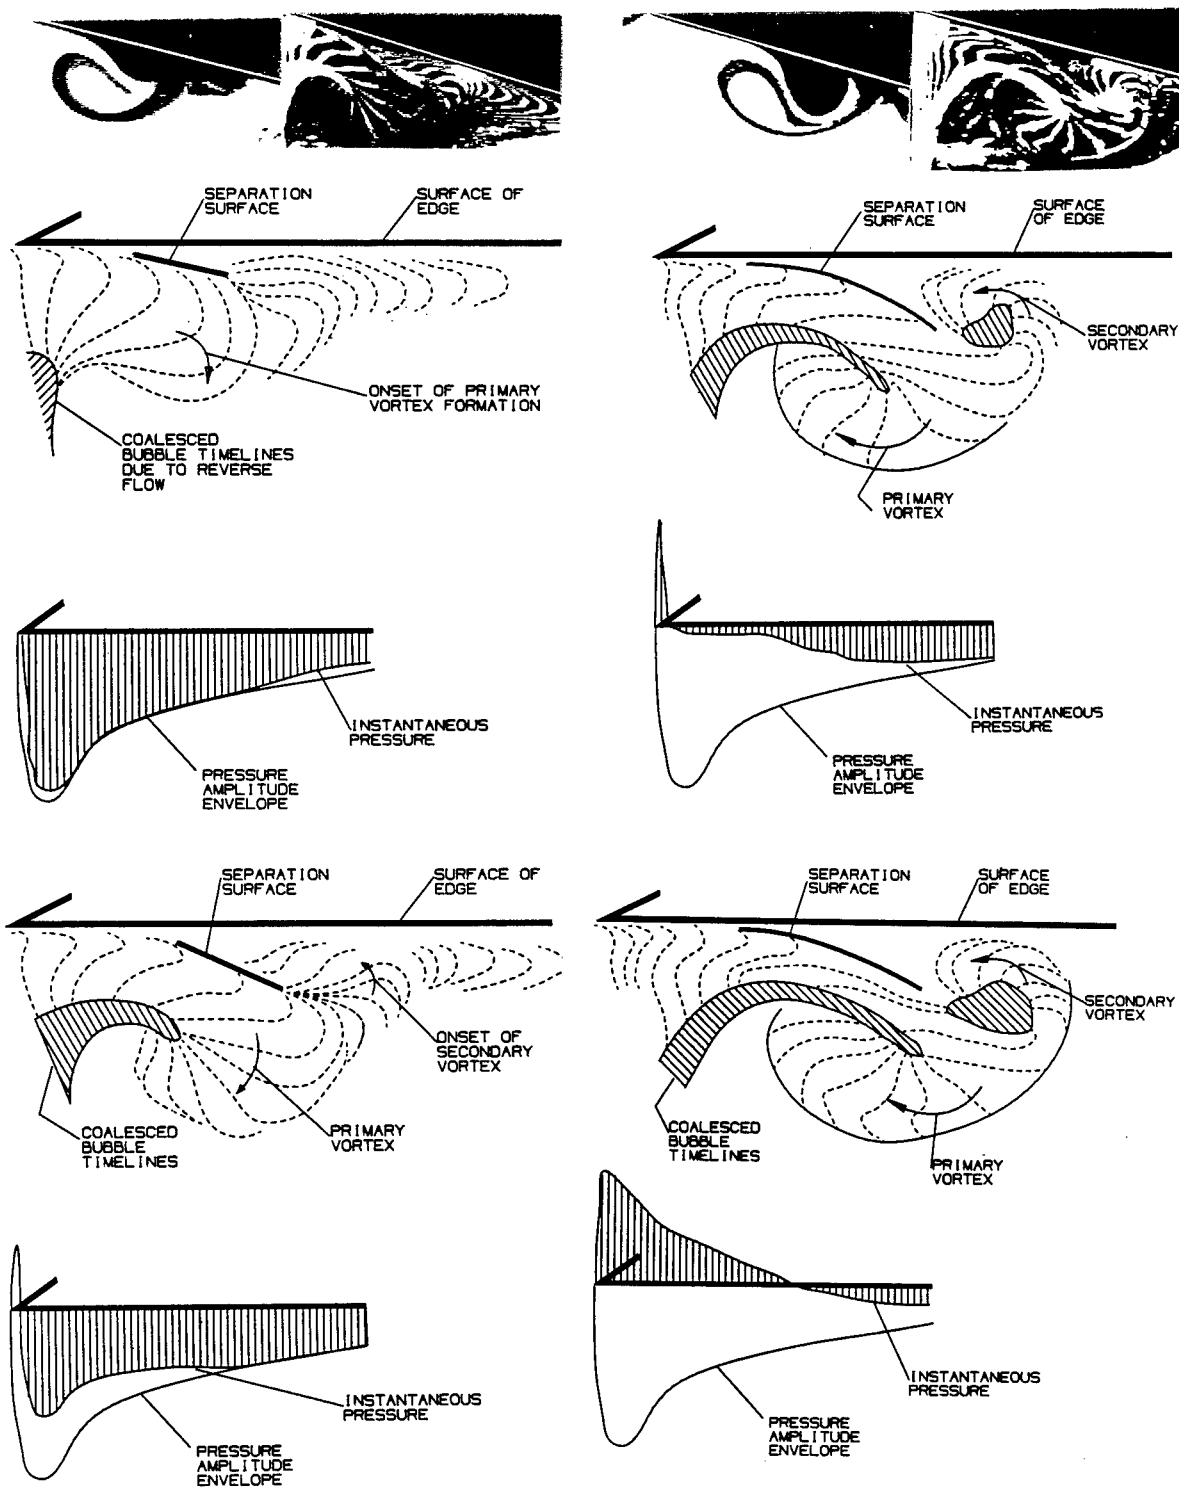 SEPARATION
SURFACE
SURFACE OF
EDGE
ONSET OF PRIMARY
VORTEX FORMATION
COALESCED
BUBBLE TIMELINES
DUE TO REVERSE
FLOW
SEPARATION
SURFACE
SURFACE
OF EDGE
SECONDARY
VORTEX
PRIMARY
VORTEX
INSTANTANEOUS
PRESSURE
PRESSURE
AMPLITUDE
ENVELOPE
INSTANTANEOUS
PRESSURE
PRESSURE
AMPLITUDE
ENVELOPE
SEPARATION
SURFACE
SURFACE OF
EDGE
ONSET OF
SECONDARY
VORTEX
PRIMARY
VORTEX
COALESCED
BUBBLE
TIMELINES
SEPARATION
SURFACE
SURFACE
OF EDGE
SECONDARY
VORTEX
COALESCED
BUBBLE
TIMELINES
PRIMARY
VORTEX
INSTANTANEOUS
PRESSURE
PRESSURE
AMPLITUDE
ENVELOPE
INSTANTANEOUS
PRESSURE
PRESSURE
AMPLITUDE
ENVELOPE